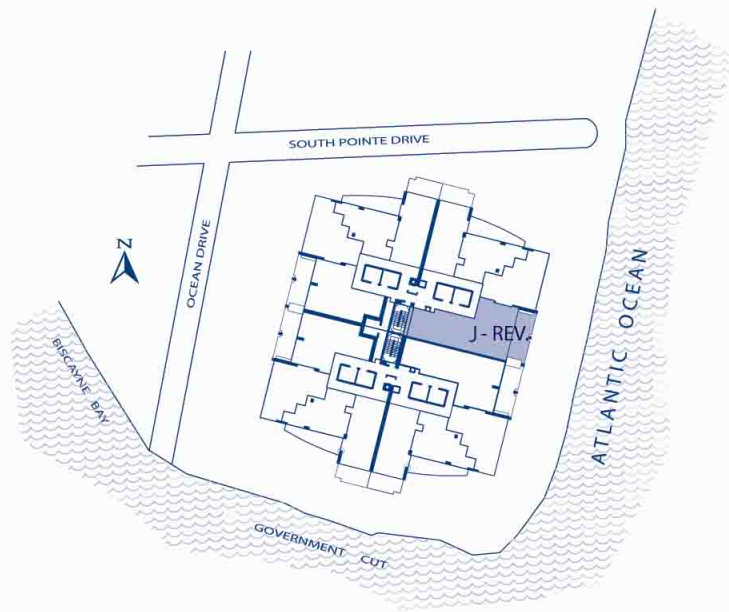 SOUTH POINTE DRIVE
OCEAN DRIVE
N
J - REV.
ATLANTIC OCEAN
BISCAYNE BAY
GOVERNMENT CUT